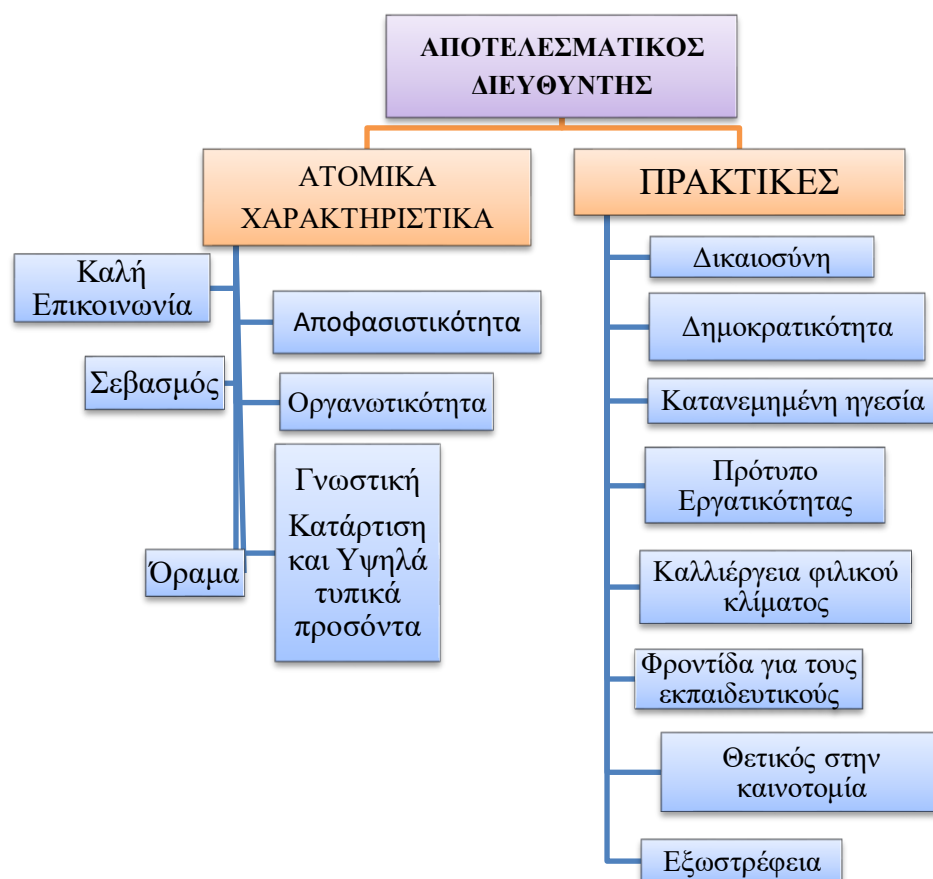 ΑΠΟΤΕΛΕΣΜΑΤΙΚΟΣ
ΔΙΕΥΘΥΝΤΗΣ
ΑΤΟΜΙΚΑ
ΧΑΡΑΚΤΗΡΙΣΤΙΚΑ
Καλή
Επικοινωνία
Αποφασιστικότητα
Σεβασμός
Οργανωτικότητα
Γνωστική
Κατάρτιση
και Υψηλά
τυπικά
προσόντα
Όραμα
ΠΡΑΚΤΙΚΕΣ
Δικαιοσύνη
Δημοκρατικότητα
Κατανεμημένη ηγεσία
Πρότυπο
Εργατικότητας
Καλλιέργεια φιλικού
κλίματος
Φροντίδα για τους
εκπαιδευτικούς
Θετικός στην
καινοτομία
Εξωστρέφεια